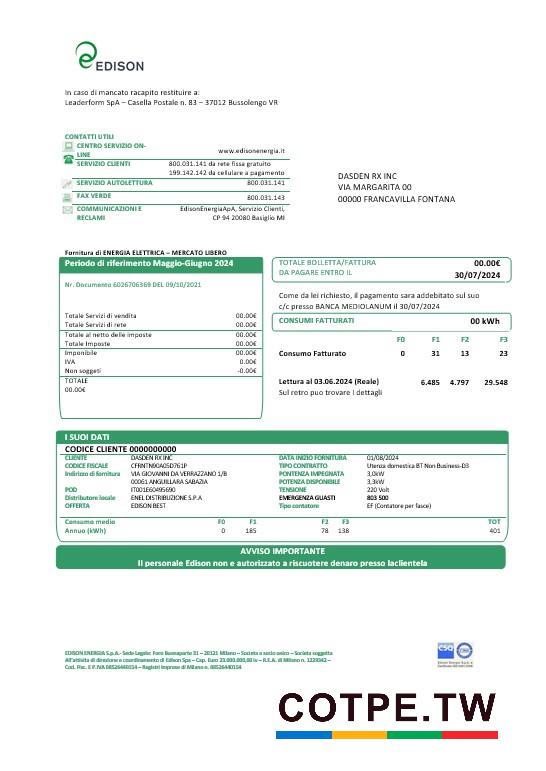 EDISON
In caso di mancato racapito restituire a:
Leaderform SpA – Casella Postale n. 83 – 37012 Bussolengo VR
CONTATTI UTILI
CENTRO SERVIZIO ON-LINE www.edisonenergia.it
SERVIZIO CLIENTI 800.031.141 da rete fissa gratuito
199.142.142 da cellulare a pagamento
SERVIZIO AUTOLETTURA 800.031.141
FAX VERDE 800.031.143
COMMUNICAZIONI E RECLAMI EdisonEnergiaApA, Servizio Clienti,
CP 94 20080 Basiglio MI
DASDEN RX INC
VIA MARGARITA 00
00000 FRANCAVILLA FONTANA
Fornitura di ENERGIA ELETTRICA – MERCATO LIBERO
Periodo di riferimento Maggio-Giugno 2024
Nr. Documento 6026706369 DEL 09/10/2021
Totale Servizi di vendita 00.00€
Totale Servizi di rete 00.00€
Totale al netto delle imposte 00.00€
Totale Imposte 00.00€
Imponibile 00.00€
IVA 0.00€
Non soggeti -0.00€
TOTALE
00.00€
TOTALE BOLLETTA/FATTURA 00.00€
DA PAGARE ENTRO IL 30/07/2024
Come da lei richiesto, il pagamento sara addebitato sul suo
c/c presso BANCA MEDIOLANUM il 30/07/2024
CONSUMI FATTURATI 00 kWh
F0 F1 F2 F3
Consumo Fatturato 0 31 13 23
Lettura al 03.06.2024 (Reale) 6.485 4.797 29.548
Sul retro puo trovare I dettagli
I SUOI DATI
CODICE CLIENTE 0000000000
CLIENTE DASDEN RX INC
CODICE FISCALE CFRNTN90A05D761P
Indirizzo di fornitura VIA GIOVANNI DA VERRAZZANO 1/B
00061 ANGUILLARA SABAZIA
POD IT001E60495690
Distributore locale ENEL DISTRIBUZIONE S.P.A
OFFERTA EDISON BEST
DATA INIZIO FORNITURA 01/08/2024
TIPO CONTRATTO Utenza domestica BT Non Business-D3
PONTENZA IMPEGNATA 3,0kW
POTENZA DISPONIBILE 3,3kW
TENSIONE 220 Volt
EMERGENZA GUASTI 803 500
Tipo contatore EF (Contatore per fasce)
Consumo medio F0 F1 F2 F3 TOT
Annuo (kWh) 0 185 78 138 401
AVVISO IMPORTANTE
Il personale Edison non e autorizzato a riscuotere denaro presso laclientela
EDISON ENERGIA S.p.A.- Sede Legale: Foro Buonaparte 31 – 20121 Milano – Societa a socio unico – Societa soggetta
All'attivita di direzione e coordinamento di Edison Spa – Cap. Euro 23.000.000,00 iv – R.E.A. di Milano n. 1229342 –
Cod. Fisc. E P.IVA 08526440154 – Registri Imprese di Milano n. 08526440154
CSQ
COTPE.TW